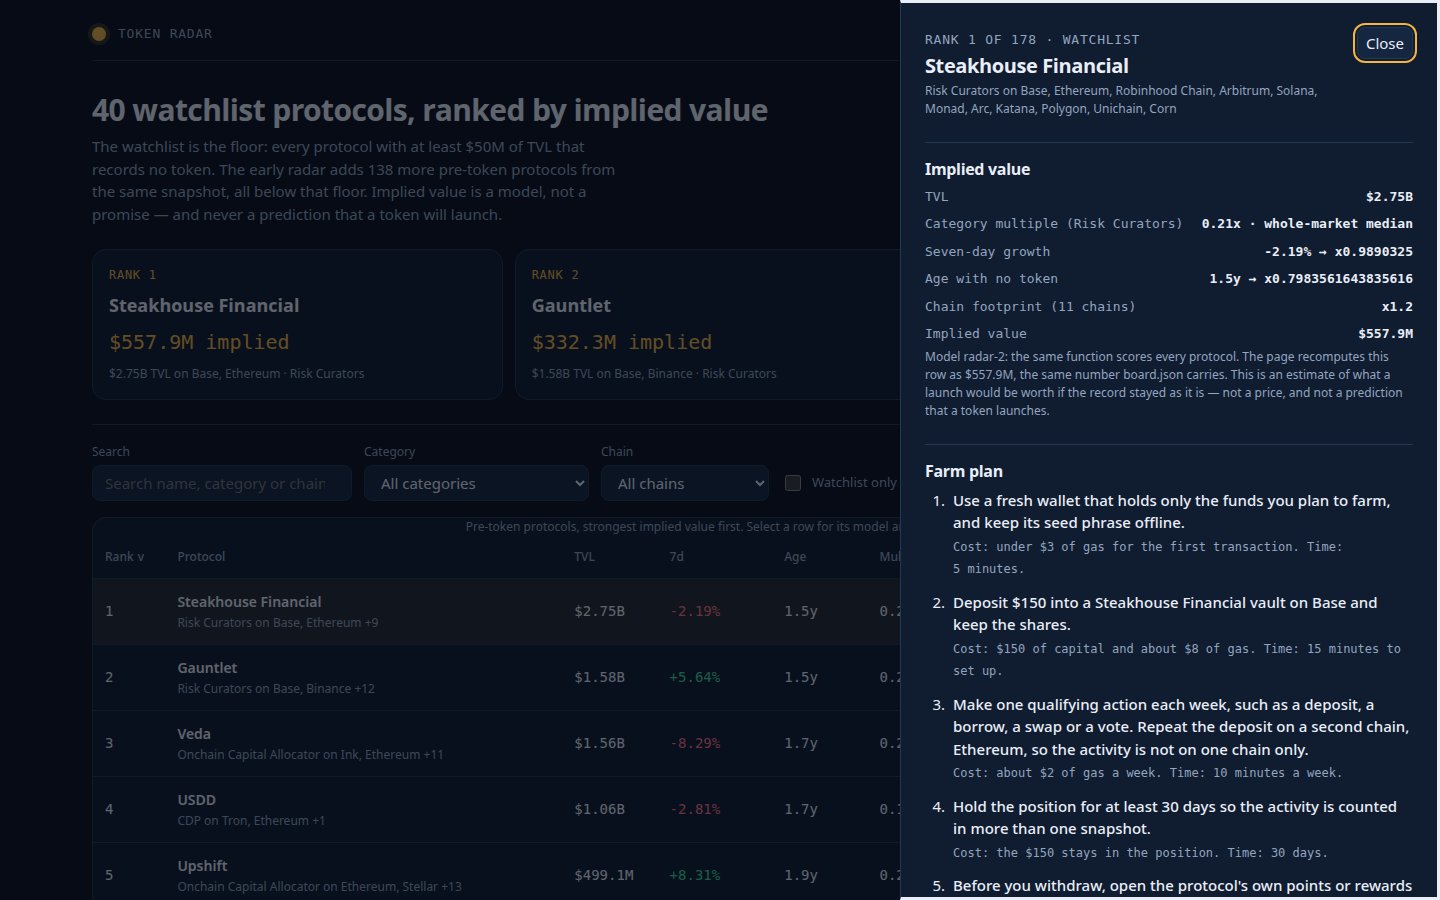 TOKEN RADAR
40 watchlist protocols, ranked by implied value
The watchlist is the floor: every protocol with at least $50M of TVL that
records no token. The early radar adds 138 more pre-token protocols from
the same snapshot, all below that floor. Implied value is a model, not a
promise — and never a prediction that a token will launch.
RANK 1
Steakhouse Financial
$557.9M implied
$2.75B TVL on Base, Ethereum · Risk Curators
RANK 2
Gauntlet
$332.3M implied
$1.58B TVL on Base, Binance · Risk Curators
Search
Category
Chain
Search name, category or chain
All categories
All chains
Watchlist only
Pre-token protocols, strongest implied value first. Select a row for its model
Rank v Protocol TVL 7d Age
1 Steakhouse Financial $2.75B -2.19% 1.5y
Risk Curators on Base, Ethereum +9
2 Gauntlet $1.58B +5.64% 1.5y
Risk Curators on Base, Binance +12
3 Veda $1.56B -8.29% 1.7y
Onchain Capital Allocator on Ink, Ethereum +11
4 USDD $1.06B -2.81% 1.7y
CDP on Tron, Ethereum +1
5 Upshift $499.1M +8.31% 1.9y
Onchain Capital Allocator on Ethereum, Stellar +13
RANK 1 OF 178 · WATCHLIST
Close
Steakhouse Financial
Risk Curators on Base, Ethereum, Robinhood Chain, Arbitrum, Solana,
Monad, Arc, Katana, Polygon, Unichain, Corn
Implied value
TVL $2.75B
Category multiple (Risk Curators) 0.21x · whole-market median
Seven-day growth -2.19% → x0.9890325
Age with no token 1.5y → x0.7983561643835616
Chain footprint (11 chains) x1.2
Implied value $557.9M
Model radar-2: the same function scores every protocol. The page recomputes this
row as $557.9M, the same number board.json carries. This is an estimate of what a
launch would be worth if the record stayed as it is — not a price, and not a prediction
that a token launches.
Farm plan
1. Use a fresh wallet that holds only the funds you plan to farm,
and keep its seed phrase offline.
Cost: under $3 of gas for the first transaction. Time:
5 minutes.
2. Deposit $150 into a Steakhouse Financial vault on Base and
keep the shares.
Cost: $150 of capital and about $8 of gas. Time: 15 minutes to
set up.
3. Make one qualifying action each week, such as a deposit, a
borrow, a swap or a vote. Repeat the deposit on a second chain,
Ethereum, so the activity is not on one chain only.
Cost: about $2 of gas a week. Time: 10 minutes a week.
4. Hold the position for at least 30 days so the activity is counted
in more than one snapshot.
Cost: the $150 stays in the position. Time: 30 days.
5. Before you withdraw, open the protocol's own points or rewards